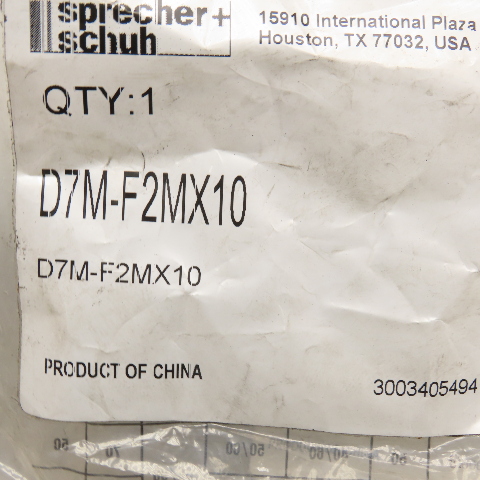 sprecher+
schuh
15910 International Plaza
Houston, TX 77032, USA
QTY:1
D7M-F2MX10
D7M-F2MX10
PRODUCT OF CHINA
3003405494